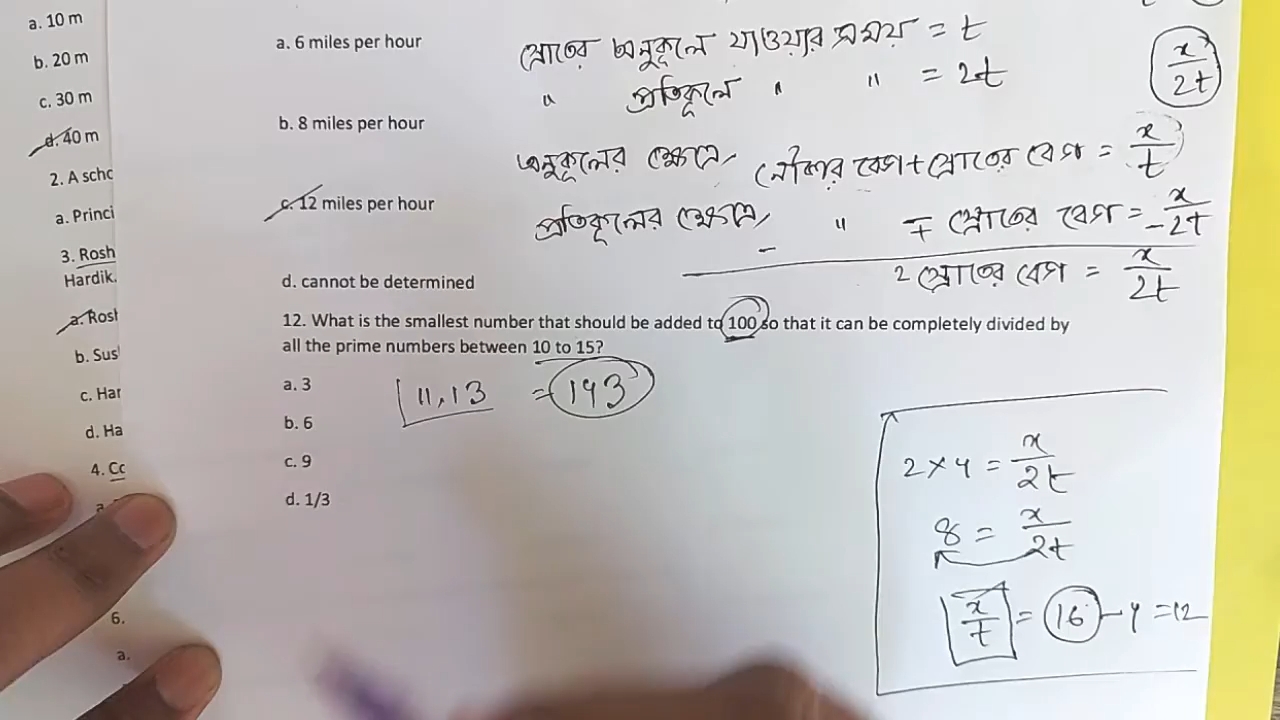 a. 10 m
b. 20 m
c. 30 m
d. 40 m
2. A scho
a. Princi
3. Rosh
Hardik.
a. Rosh
b. Sus
c. Har
d. Ha
4. Co
a.
6.
a.
a. 6 miles per hour
b. 8 miles per hour
c. 12 miles per hour
d. cannot be determined
স্রোতের অনুকূলে যাওয়ার সময় = t
" প্রতিকূলে " " = 2t
x/2t
অনুকূলের ক্ষেত্রে, নৌকার বেগ + স্রোতের বেগ = x/t
প্রতিকূলের ক্ষেত্রে, " ∓ স্রোতের বেগ = x/2t
2 স্রোতের বেগ = x/2t
12. What is the smallest number that should be added to 100 so that it can be completely divided by
all the prime numbers between 10 to 15?
a. 3
b. 6
c. 9
d. 1/3
11, 13 = 143
2 × 4 = x/2t
8 = x/2t
x/t = 16 - 4 = 12